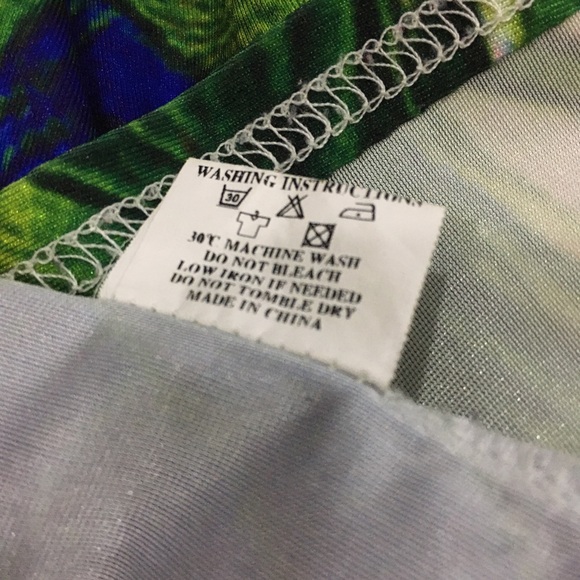 WASHING INSTRUCTIONS
30
30℃ MACHINE WASH
DO NOT BLEACH
LOW IRON IF NEEDED
DO NOT TOMBLE DRY
MADE IN CHINA